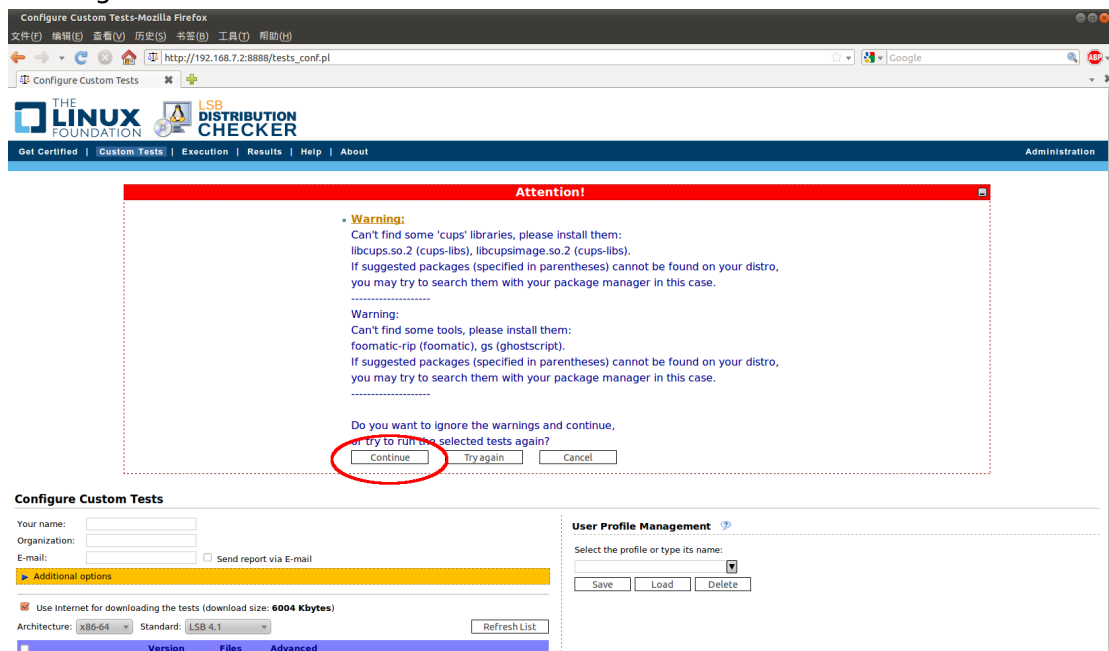 Configure Custom Tests-Mozilla Firefox
文件(F) 编辑(E) 查看(V) 历史(S) 书签(B) 工具(T) 帮助(H)
http://192.168.7.2:8888/tests_conf.pl
Google
ABP
Configure Custom Tests
THE
LINUX
FOUNDATION
LSB
DISTRIBUTION
CHECKER
Get Certified | Custom Tests | Execution | Results | Help | About
Administration
Attention!
Warning:
Can't find some 'cups' libraries, please install them:
libcups.so.2 (cups-libs), libcupsimage.so.2 (cups-libs).
If suggested packages (specified in parentheses) cannot be found on your distro,
you may try to search them with your package manager in this case.
--------------------
Warning:
Can't find some tools, please install them:
foomatic-rip (foomatic), gs (ghostscript).
If suggested packages (specified in parentheses) cannot be found on your distro,
you may try to search them with your package manager in this case.
--------------------
Do you want to ignore the warnings and continue,
or try to run the selected tests again?
Continue Try again Cancel
Configure Custom Tests
Your name:
Organization:
E-mail: Send report via E-mail
Additional options
Use Internet for downloading the tests (download size: 6004 Kbytes)
Architecture: x86-64 Standard: LSB 4.1 Refresh List
Version Files Advanced
User Profile Management
Select the profile or type its name:
Save Load Delete